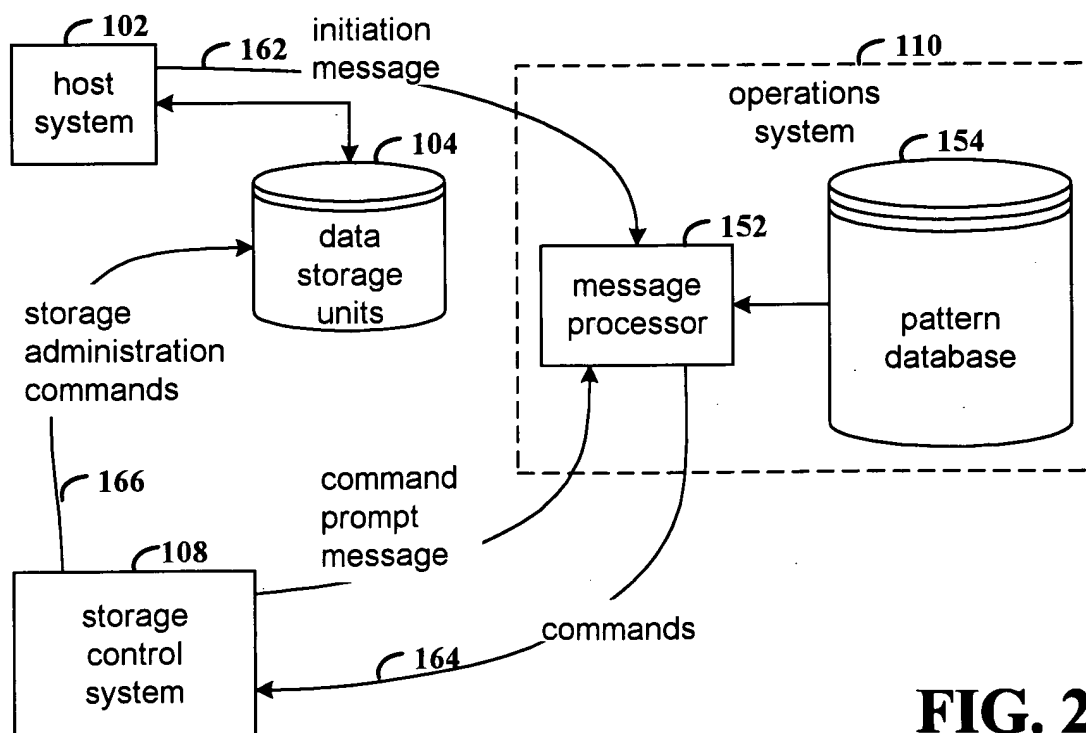 102
host
system
162
initiation
message
110
operations
system
104
data
storage
units
154
pattern
database
152
message
processor
storage
administration
commands
166
command
prompt
message
108
storage
control
system
commands
164
FIG. 2